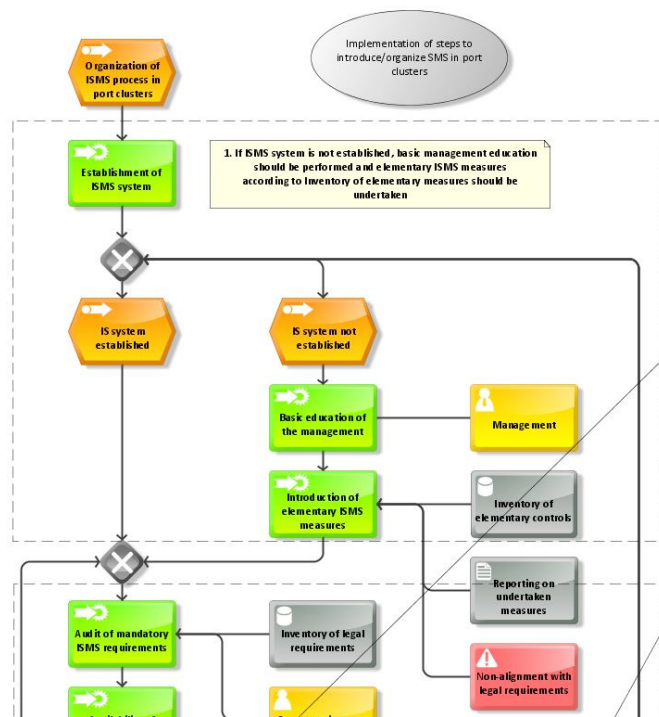 Implementation of steps to
introduce/organize SMS in port
clusters
Organization of
ISMS process in
port clusters
1. If ISMS system is not established, basic management education
should be performed and elementary ISMS measures
according to Inventory of elementary measures should be
undertaken
Establishment of
ISMS system
IS system
established
IS system not
established
Basic education of
the management
Management
Introduction of
elementary ISMS
measures
Inventory of
elementary controls
Reporting on
undertaken
measures
Audit of mandatory
ISMS requirements
Inventory of legal
requirements
Non-alignment with
legal requirements